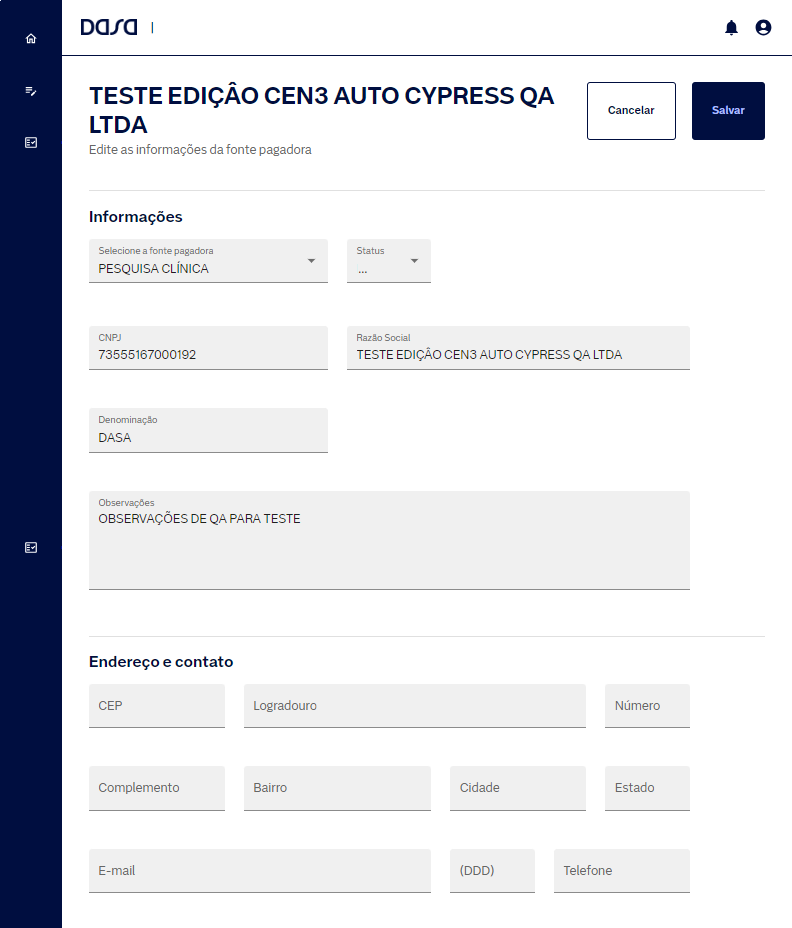 DASA
TESTE EDIÇÂO CEN3 AUTO CYPRESS QA
LTDA
Cancelar
Salvar
Edite as informações da fonte pagadora
Informações
Selecione a fonte pagadora
PESQUISA CLÍNICA
Status
...
CNPJ
73555167000192
Razão Social
TESTE EDIÇÂO CEN3 AUTO CYPRESS QA LTDA
Denominação
DASA
Observações
OBSERVAÇÕES DE QA PARA TESTE
Endereço e contato
CEP
Logradouro
Número
Complemento
Bairro
Cidade
Estado
E-mail
(DDD)
Telefone